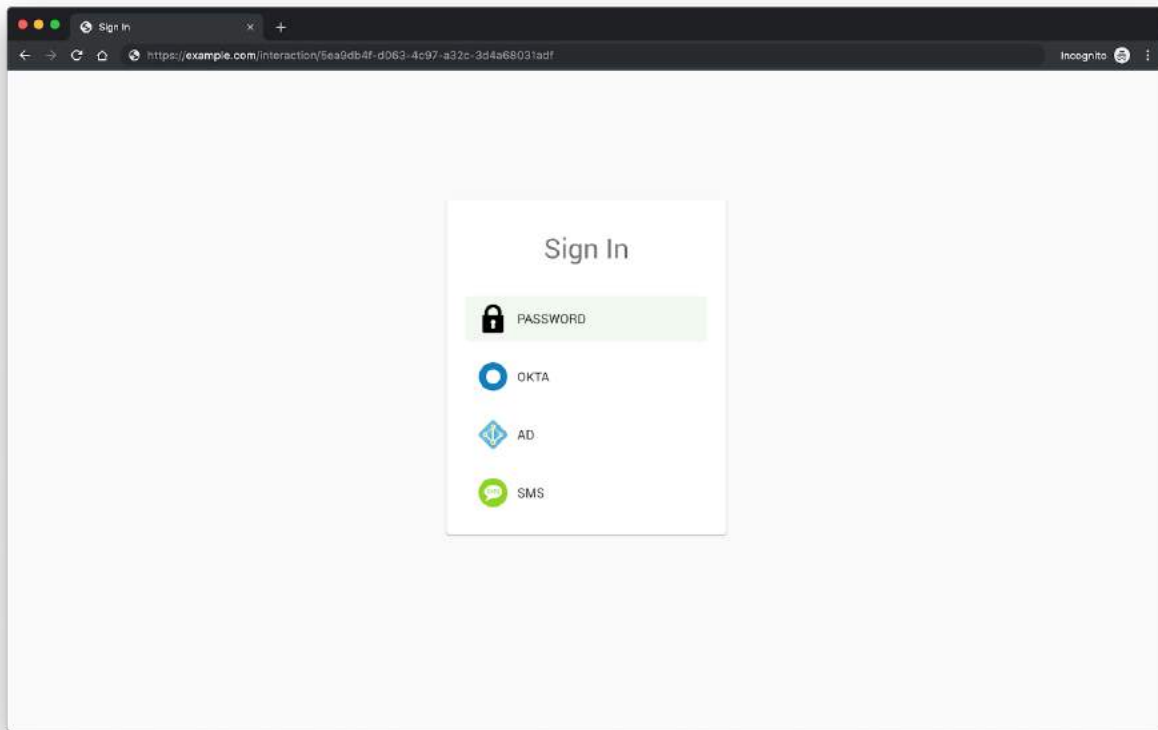 Sign In
https://example.com/interaction/5ea9db4f-d063-4c97-a32c-3d4a68031adf
Incognito
Sign In
PASSWORD
OKTA
AD
SMS